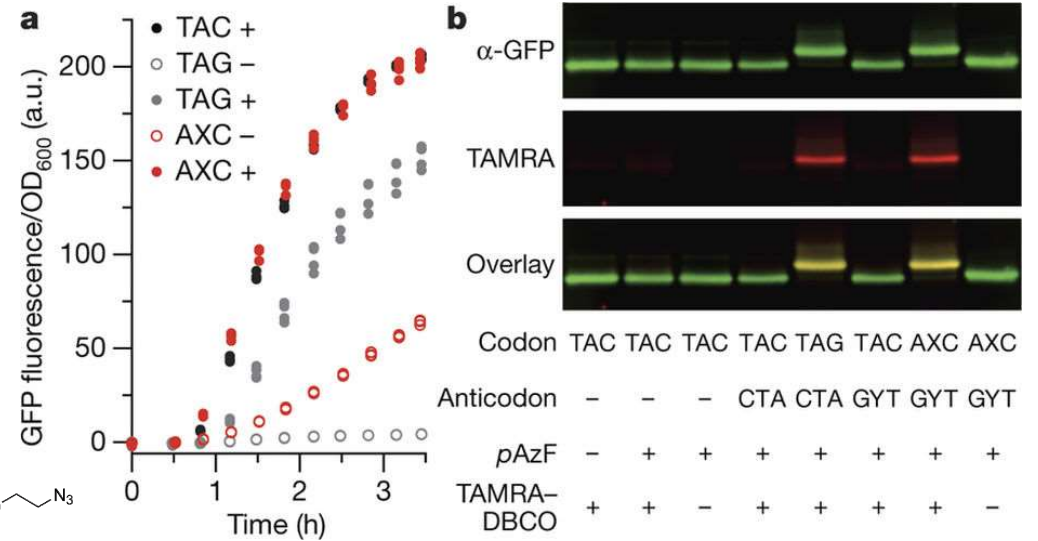 a
TAC +
TAG −
TAG +
AXC −
AXC +
GFP fluorescence/OD600 (a.u.)
200
150
100
50
0
0 1 2 3
Time (h)
N3
b
α-GFP
TAMRA
Overlay
Codon TAC TAC TAC TAC TAG TAC AXC AXC
Anticodon – – – CTA CTA GYT GYT GYT
pAzF – + + + + + + +
TAMRA–
DBCO + + – + + + + –